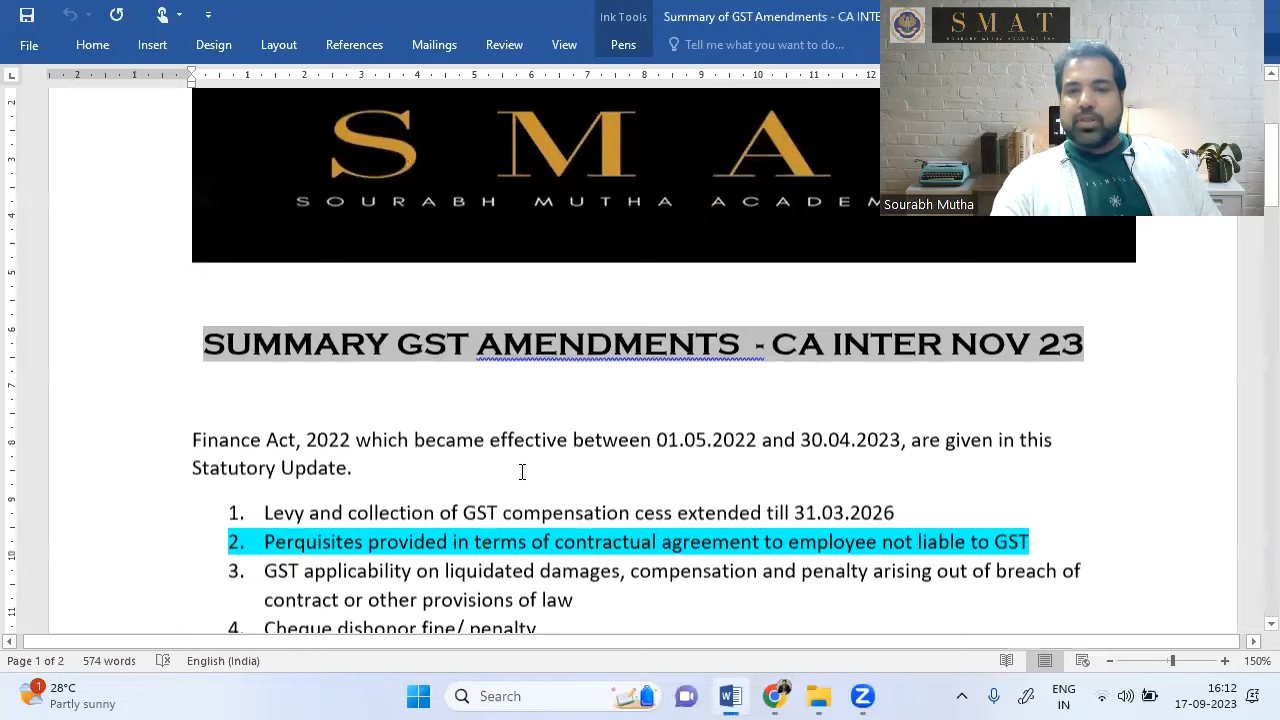 Ink Tools
Summary of GST Amendments - CA INTE
File
Home
Insert
Design
Layout
References
Mailings
Review
View
Pens
Tell me what you want to do...
S M A T
Sourabh Mutha
S M A
SOURABH MUTHA ACADEM
SUMMARY GST AMENDMENTS - CA INTER NOV 23
Finance Act, 2022 which became effective between 01.05.2022 and 30.04.2023, are given in this
Statutory Update.
1. Levy and collection of GST compensation cess extended till 31.03.2026
2. Perquisites provided in terms of contractual agreement to employee not liable to GST
3. GST applicability on liquidated damages, compensation and penalty arising out of breach of
contract or other provisions of law
4. Cheque dishonor fine/ penalty
Page 1 of 2
574 words
English (India)
150%
1
28°C
Partly sunny
Search
ENG
IN
16:12
17-09-2023